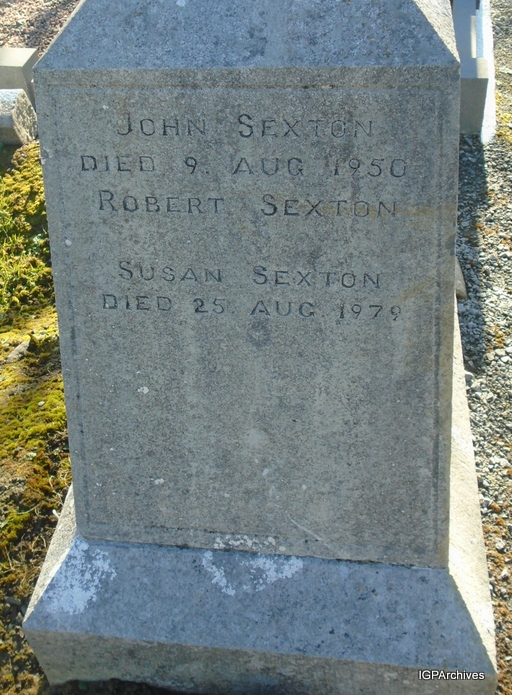 John Sexton
died 9. Aug 1950
Robert Sexton
Susan Sexton
died 25. Aug. 1979
IGPArchives